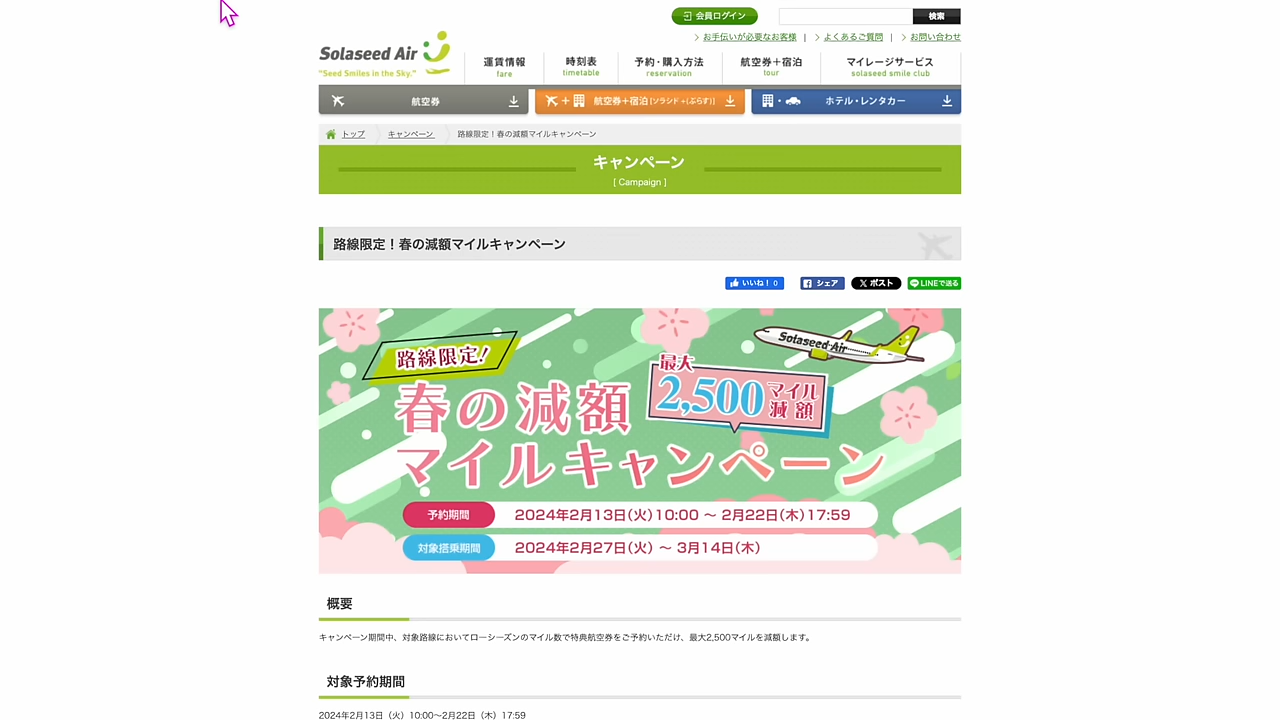 会員ログイン
検索
お手伝いが必要なお客様 | よくあるご質問 | お問い合わせ
Solaseed Air
"Seed Smiles in the Sky."
運賃情報
fare
時刻表
timetable
予約・購入方法
reservation
航空券+宿泊
tour
マイレージサービス
solaseed smile club
航空券
航空券+宿泊 [ソラシド +(ぷらす)]
ホテル・レンタカー
トップ
キャンペーン
路線限定!春の減額マイルキャンペーン
キャンペーン
[ Campaign ]
路線限定!春の減額マイルキャンペーン
いいね! 0
シェア
ポスト
LINEで送る
Solaseed Air
路線限定!
最大
2,500マイル減額
春の減額
マイルキャンペーン
予約期間 2024年2月13日(火)10:00 ~ 2月22日(木)17:59
対象搭乗期間 2024年2月27日(火) ~ 3月14日(木)
概要
キャンペーン期間中、対象路線においてローシーズンのマイル数で特典航空券をご予約いただけ、最大2,500マイルを減額します。
対象予約期間
2024年2月13日(火)10:00~2月22日(木)17:59